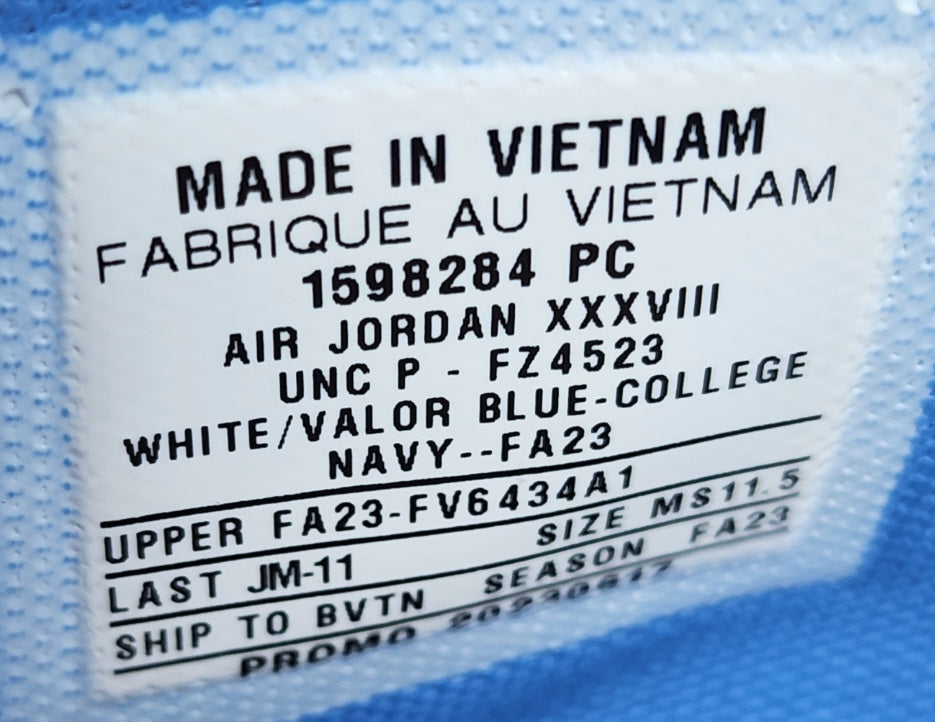 MADE IN VIETNAM
FABRIQUE AU VIETNAM
1598284 PC
AIR JORDAN XXXVIII
UNC P - FZ4523
WHITE/VALOR BLUE-COLLEGE
NAVY--FA23
UPPER FA23-FV6434A1
LAST JM-11 SIZE MS11.5
SHIP TO BVTN SEASON FA23
PROMO 20230617